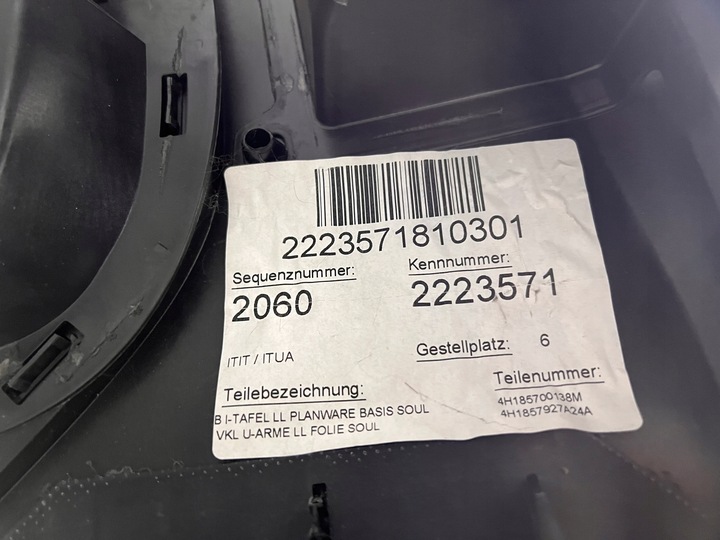 2223571810301
Sequenznummer: Kennnummer:
2060 2223571
ITIT / ITUA Gestellplatz: 6
Teilebezeichnung: Teilenummer:
B I-TAFEL LL PLANWARE BASIS SOUL 4H185700138M
VKL U-ARME LL FOLIE SOUL 4H1857927A24A